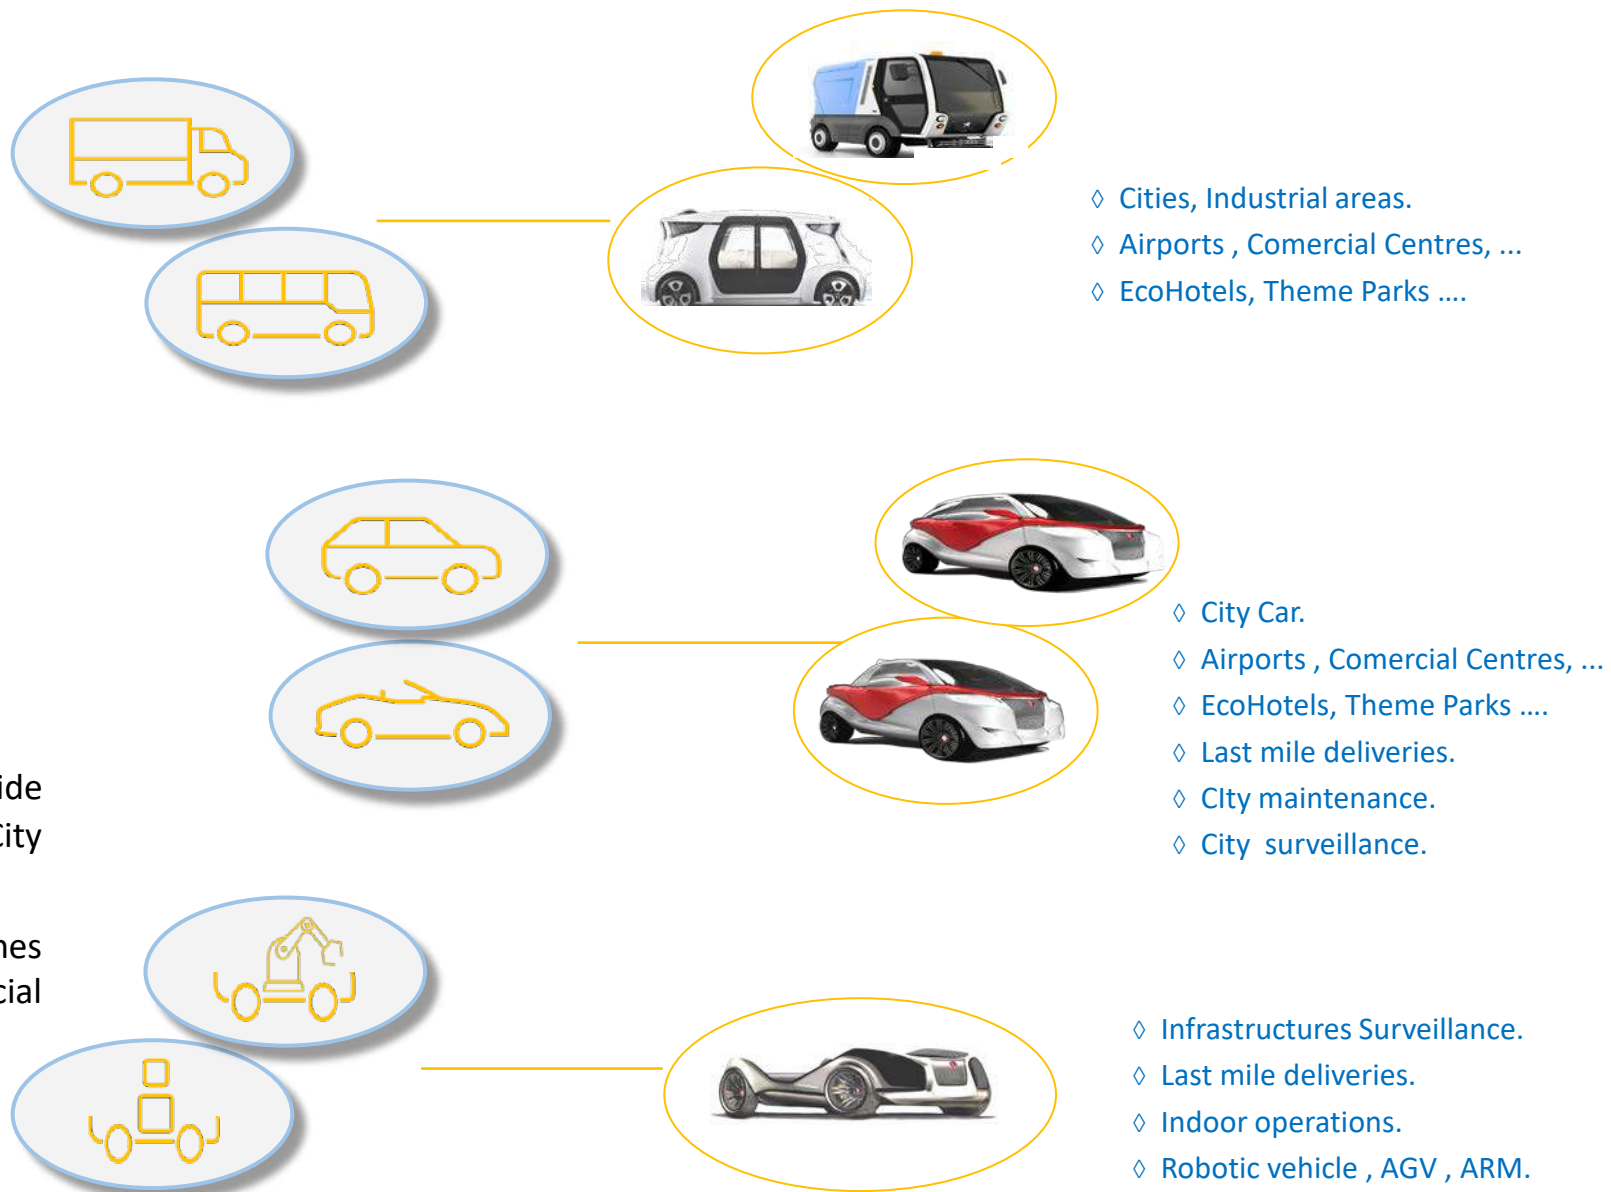 ◊ Cities, Industrial areas.
◊ Airports , Comercial Centres, ...
◊ EcoHotels, Theme Parks ....
◊ City Car.
◊ Airports , Comercial Centres, ...
◊ EcoHotels, Theme Parks ....
◊ Last mile deliveries.
◊ CIty maintenance.
◊ City  surveillance.
ide
City
nes
cial
◊ Infrastructures Surveillance.
◊ Last mile deliveries.
◊ Indoor operations.
◊ Robotic vehicle , AGV , ARM.